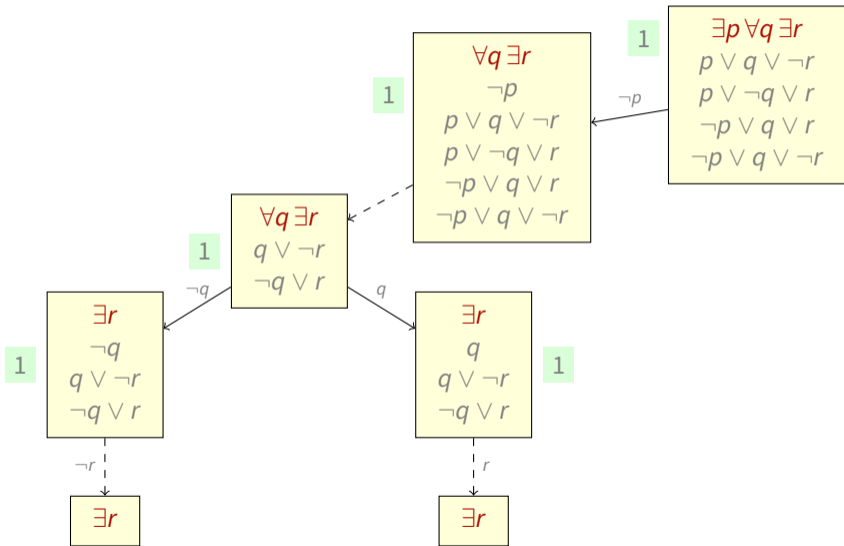 ∃p ∀q ∃r
1
p ∨ q ∨ ¬r
p ∨ ¬q ∨ r
¬p ∨ q ∨ r
¬p ∨ q ∨ ¬r
¬p
∀q ∃r
1
¬p
p ∨ q ∨ ¬r
p ∨ ¬q ∨ r
¬p ∨ q ∨ r
¬p ∨ q ∨ ¬r
∀q ∃r
1
q ∨ ¬r
¬q ∨ r
¬q
q
∃r
1
¬q
q ∨ ¬r
¬q ∨ r
∃r
1
q
q ∨ ¬r
¬q ∨ r
¬r
r
∃r
∃r